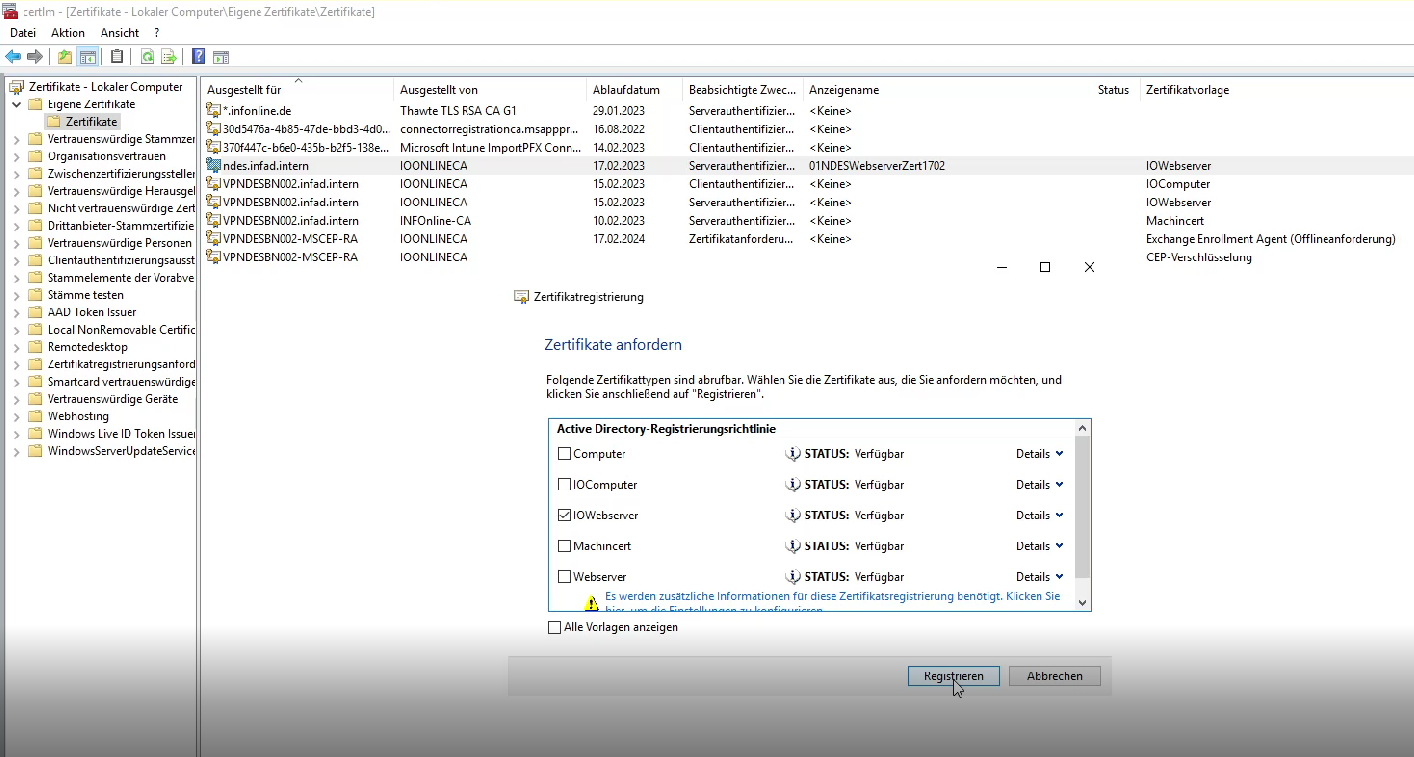 certlm - [Zertifikate - Lokaler Computer\Eigene Zertifikate\Zertifikate]
Datei Aktion Ansicht ?
Zertifikate - Lokaler Computer
Eigene Zertifikate
Zertifikate
Vertrauenswürdige Stammzer
Organisationsvertrauen
Zwischenzertifizierungssteller
Vertrauenswürdige Herausgel
Nicht vertrauenswürdige Zert
Drittanbieter-Stammzertifizie
Vertrauenswürdige Personen
Clientauthentifizierungsausst
Stammelemente der Vorabve
Stämme testen
AAD Token Issuer
Local NonRemovable Certific
Remotedesktop
Zertifikatregistrierungsanford
Smartcard vertrauenswürdige
Vertrauenswürdige Geräte
Webhosting
Windows Live ID Token Issuer
WindowsServerUpdateService
Ausgestellt für Ausgestellt von Ablaufdatum Beabsichtigte Zwec... Anzeigename Status Zertifikatvorlage
*.infonline.de Thawte TLS RSA CA G1 29.01.2023 Serverauthentifizier... <Keine>
30d5476a-4b85-47de-bbd3-4d0... connectorregistrationca.msapppr... 16.08.2022 Clientauthentifizier... <Keine>
370f447c-b6e0-435b-b2f5-138e... Microsoft Intune ImportPFX Conn... 14.02.2023 Clientauthentifizier... <Keine>
ndes.infad.intern IOONLINECA 17.02.2023 Serverauthentifizier... 01NDESWebserverZert1702 IOWebserver
VPNDESBN002.infad.intern IOONLINECA 15.02.2023 Clientauthentifizier... <Keine> IOComputer
VPNDESBN002.infad.intern IOONLINECA 15.02.2023 Serverauthentifizier... <Keine> IOWebserver
VPNDESBN002.infad.intern INFOnline-CA 10.02.2023 Serverauthentifizier... <Keine> Machincert
VPNDESBN002-MSCEP-RA IOONLINECA 17.02.2024 Zertifikatanforderu... <Keine> Exchange Enrollment Agent (Offlineanforderung)
VPNDESBN002-MSCEP-RA IOONLINECA CEP-Verschlüsselung
Zertifikatregistrierung
Zertifikate anfordern
Folgende Zertifikattypen sind abrufbar. Wählen Sie die Zertifikate aus, die Sie anfordern möchten, und
klicken Sie anschließend auf "Registrieren".
Active Directory-Registrierungsrichtlinie
Computer STATUS: Verfügbar Details
IOComputer STATUS: Verfügbar Details
IOWebserver STATUS: Verfügbar Details
Machincert STATUS: Verfügbar Details
Webserver STATUS: Verfügbar Details
Es werden zusätzliche Informationen für diese Zertifikatsregistrierung benötigt. Klicken Sie
hier, um die Einstellungen zu konfigurieren.
Alle Vorlagen anzeigen
Registrieren Abbrechen